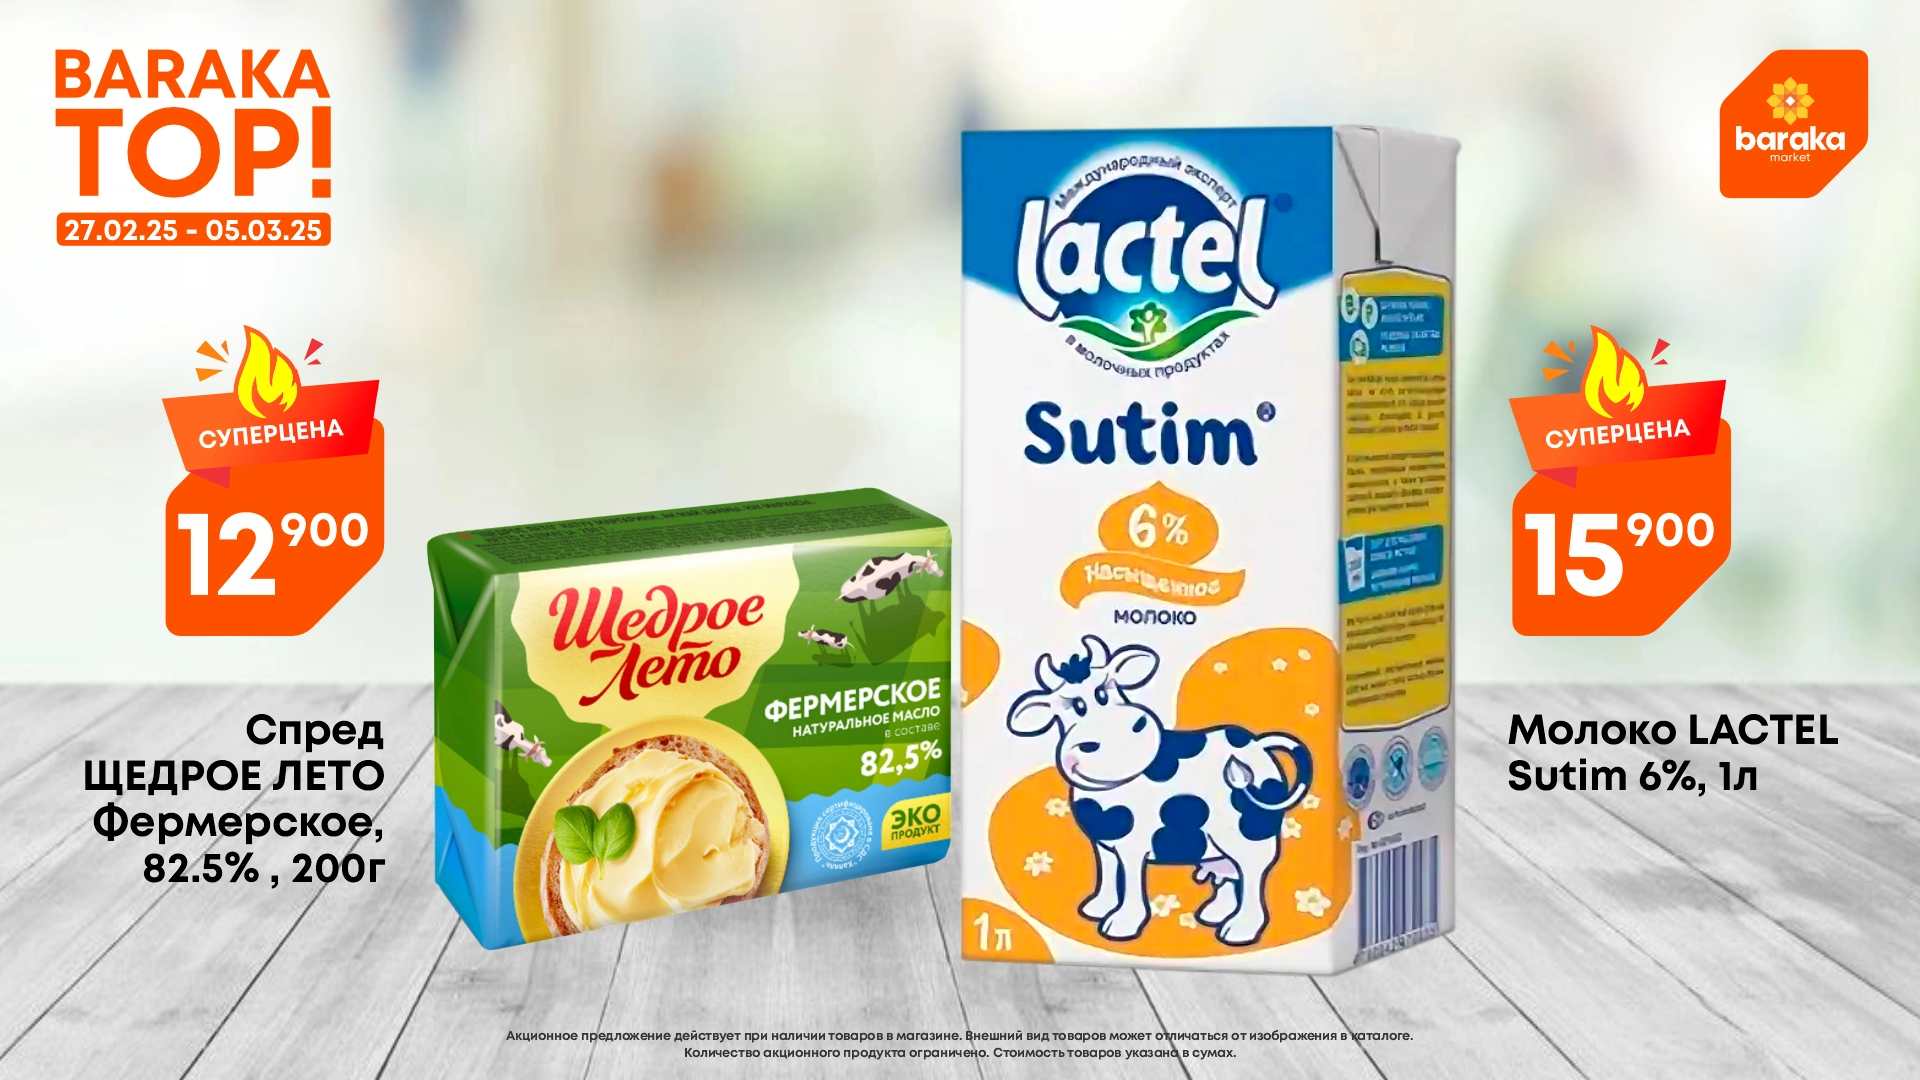 BARAKA
TOP!
27.02.25 - 05.03.25
baraka
market
СУПЕРЦЕНА
12 900
Спред
ЩЕДРОЕ ЛЕТО
Фермерское,
82.5% , 200г
Щедрое
Лето
ФЕРМЕРСКОЕ
НАТУРАЛЬНОЕ МАСЛО
в составе
82,5%
ЭКО
ПРОДУКТ
Международный эксперт
lactel
в молочных продуктах
Sutim®
6%
насыщенное
МОЛОКО
1л
СУПЕРЦЕНА
15 900
Молоко LACTEL
Sutim 6%, 1л
Акционное предложение действует при наличии товаров в магазине. Внешний вид товаров может отличаться от изображения в каталоге.
Количество акционного продукта ограничено. Стоимость товаров указана в сумах.